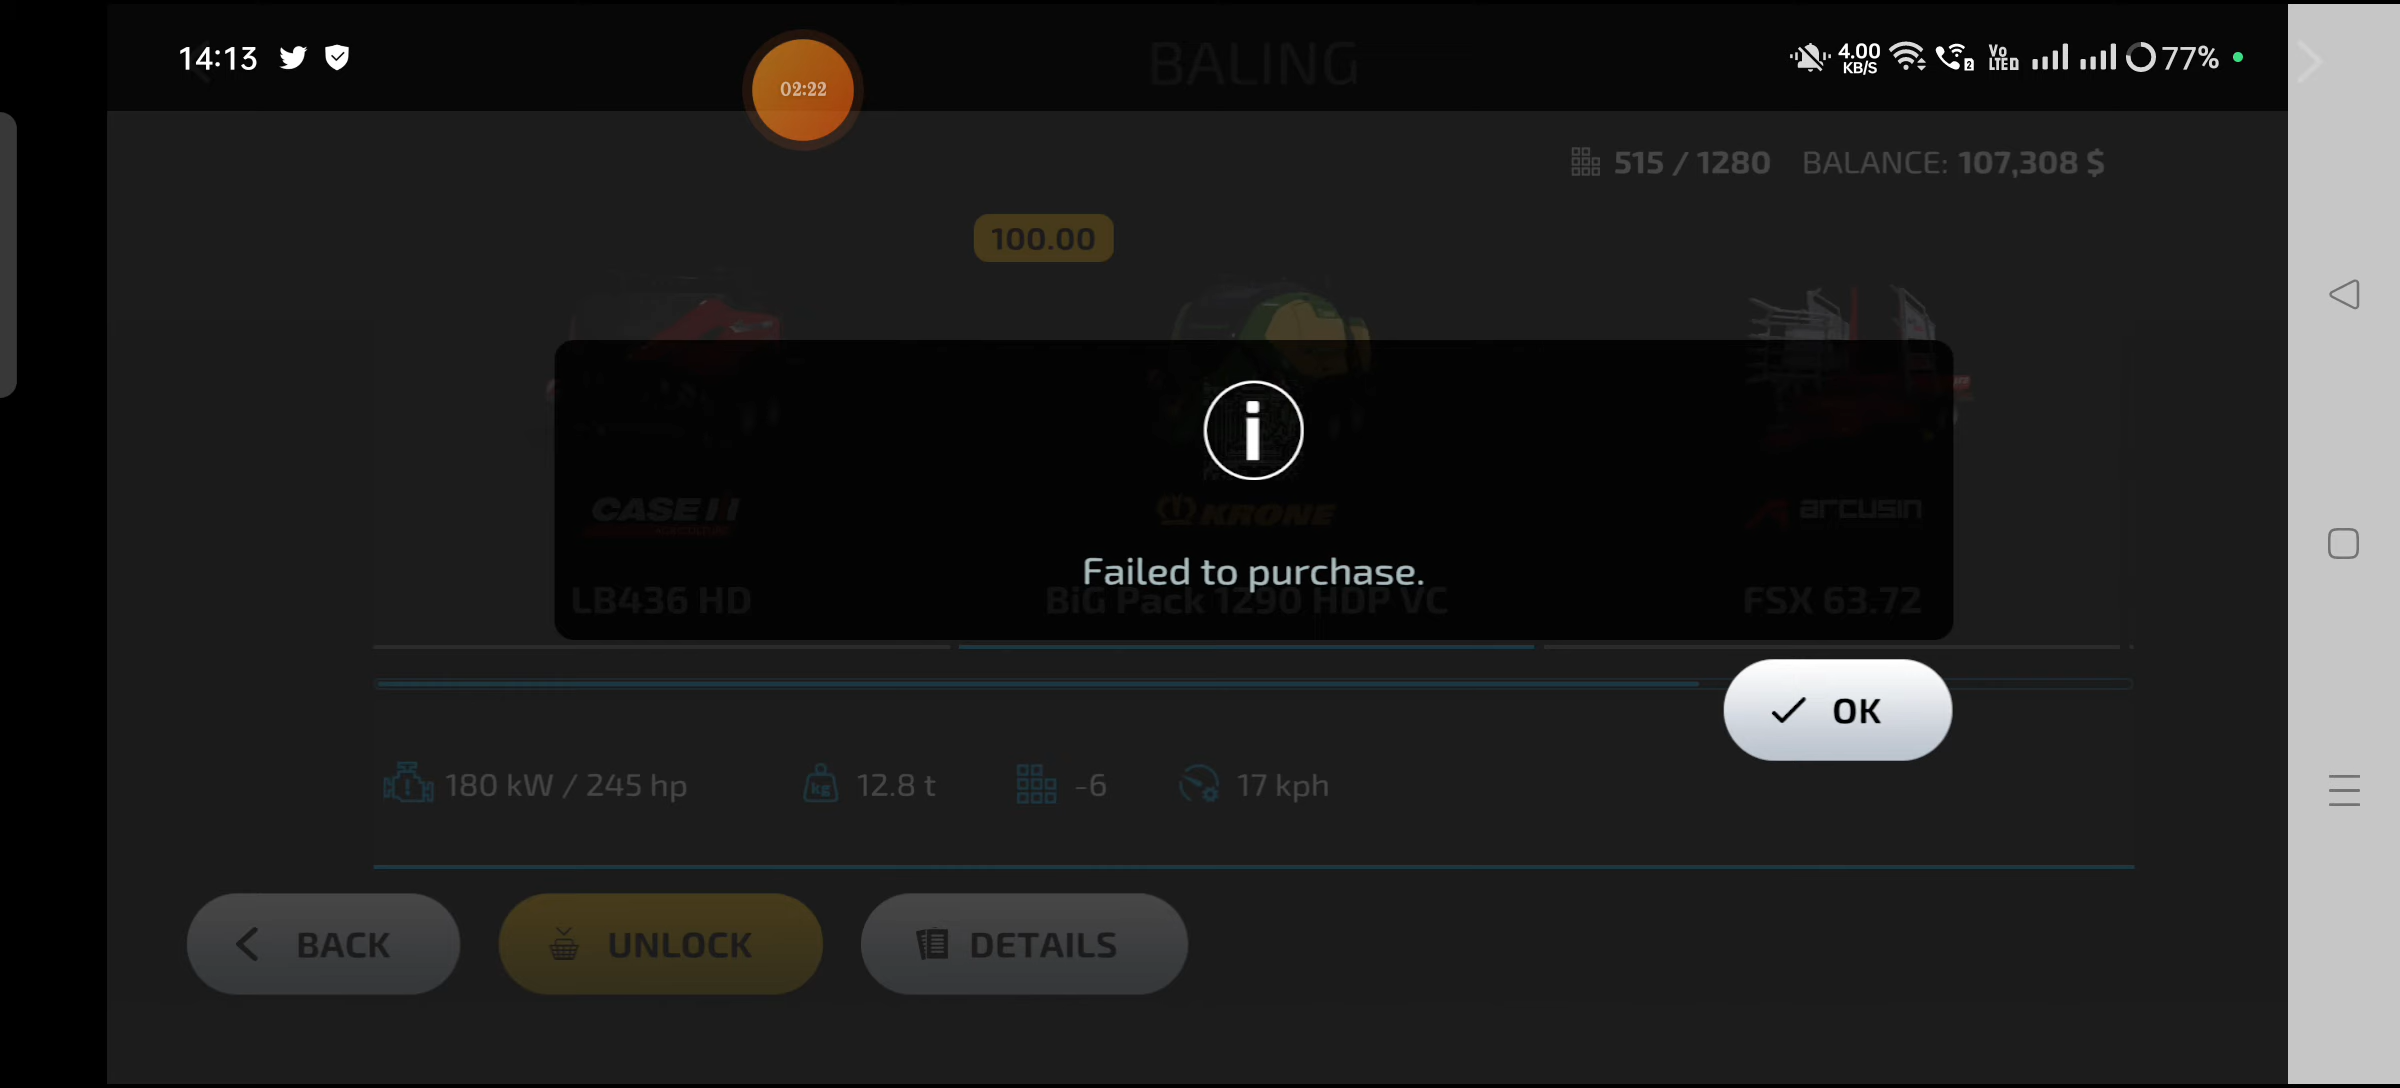 14:13
02:22
BALING
4.00
KB/S
2
Vo
LTE
77%
515 / 1280 BALANCE: 107,308 $
100.00
CASE IH
KRONE
arcusin
Failed to purchase.
LB436 HD
BiG Pack 1290 HDP VC
FSX 63.72
OK
180 kW / 245 hp
kg
12.8 t
-6
17 kph
BACK
UNLOCK
DETAILS